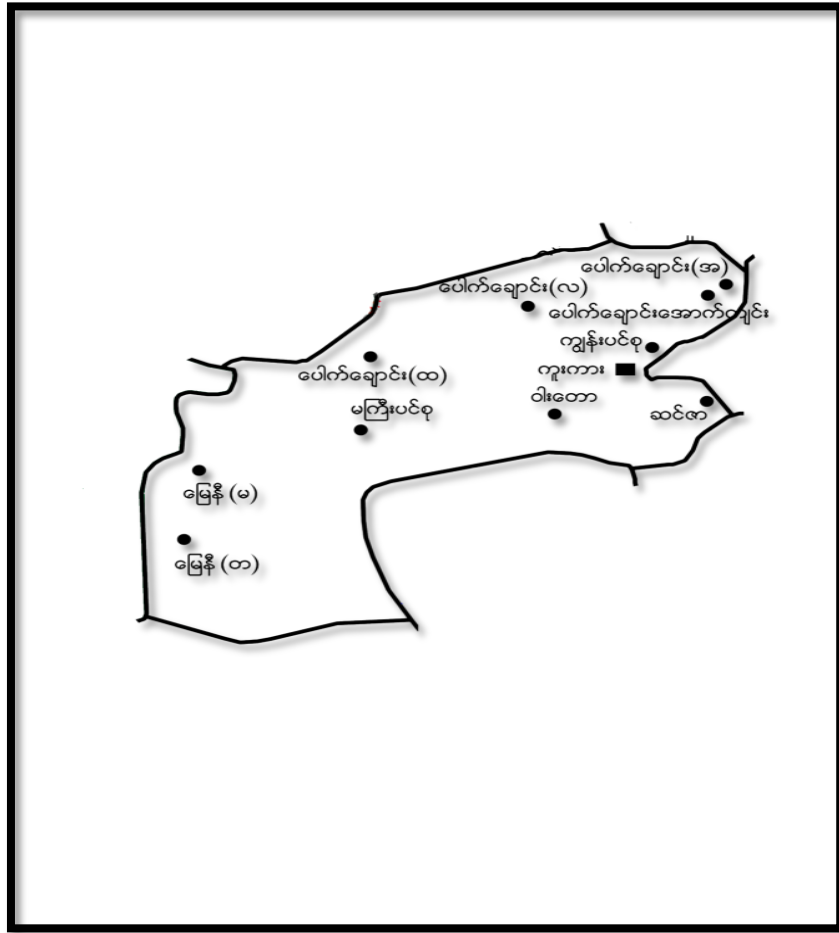 ပေါက်ချောင်း(အ)
ပေါက်ချောင်း(လ)
ပေါက်ချောင်းအောက်ကျင်း
ကျွန်းပင်စု
ကူးကား
ပေါက်ချောင်း(ထ)
ဝါးတော
မကြီးပင်စု
ဆင်ဇာ
မြေနီ (မ)
မြေနီ (တ)